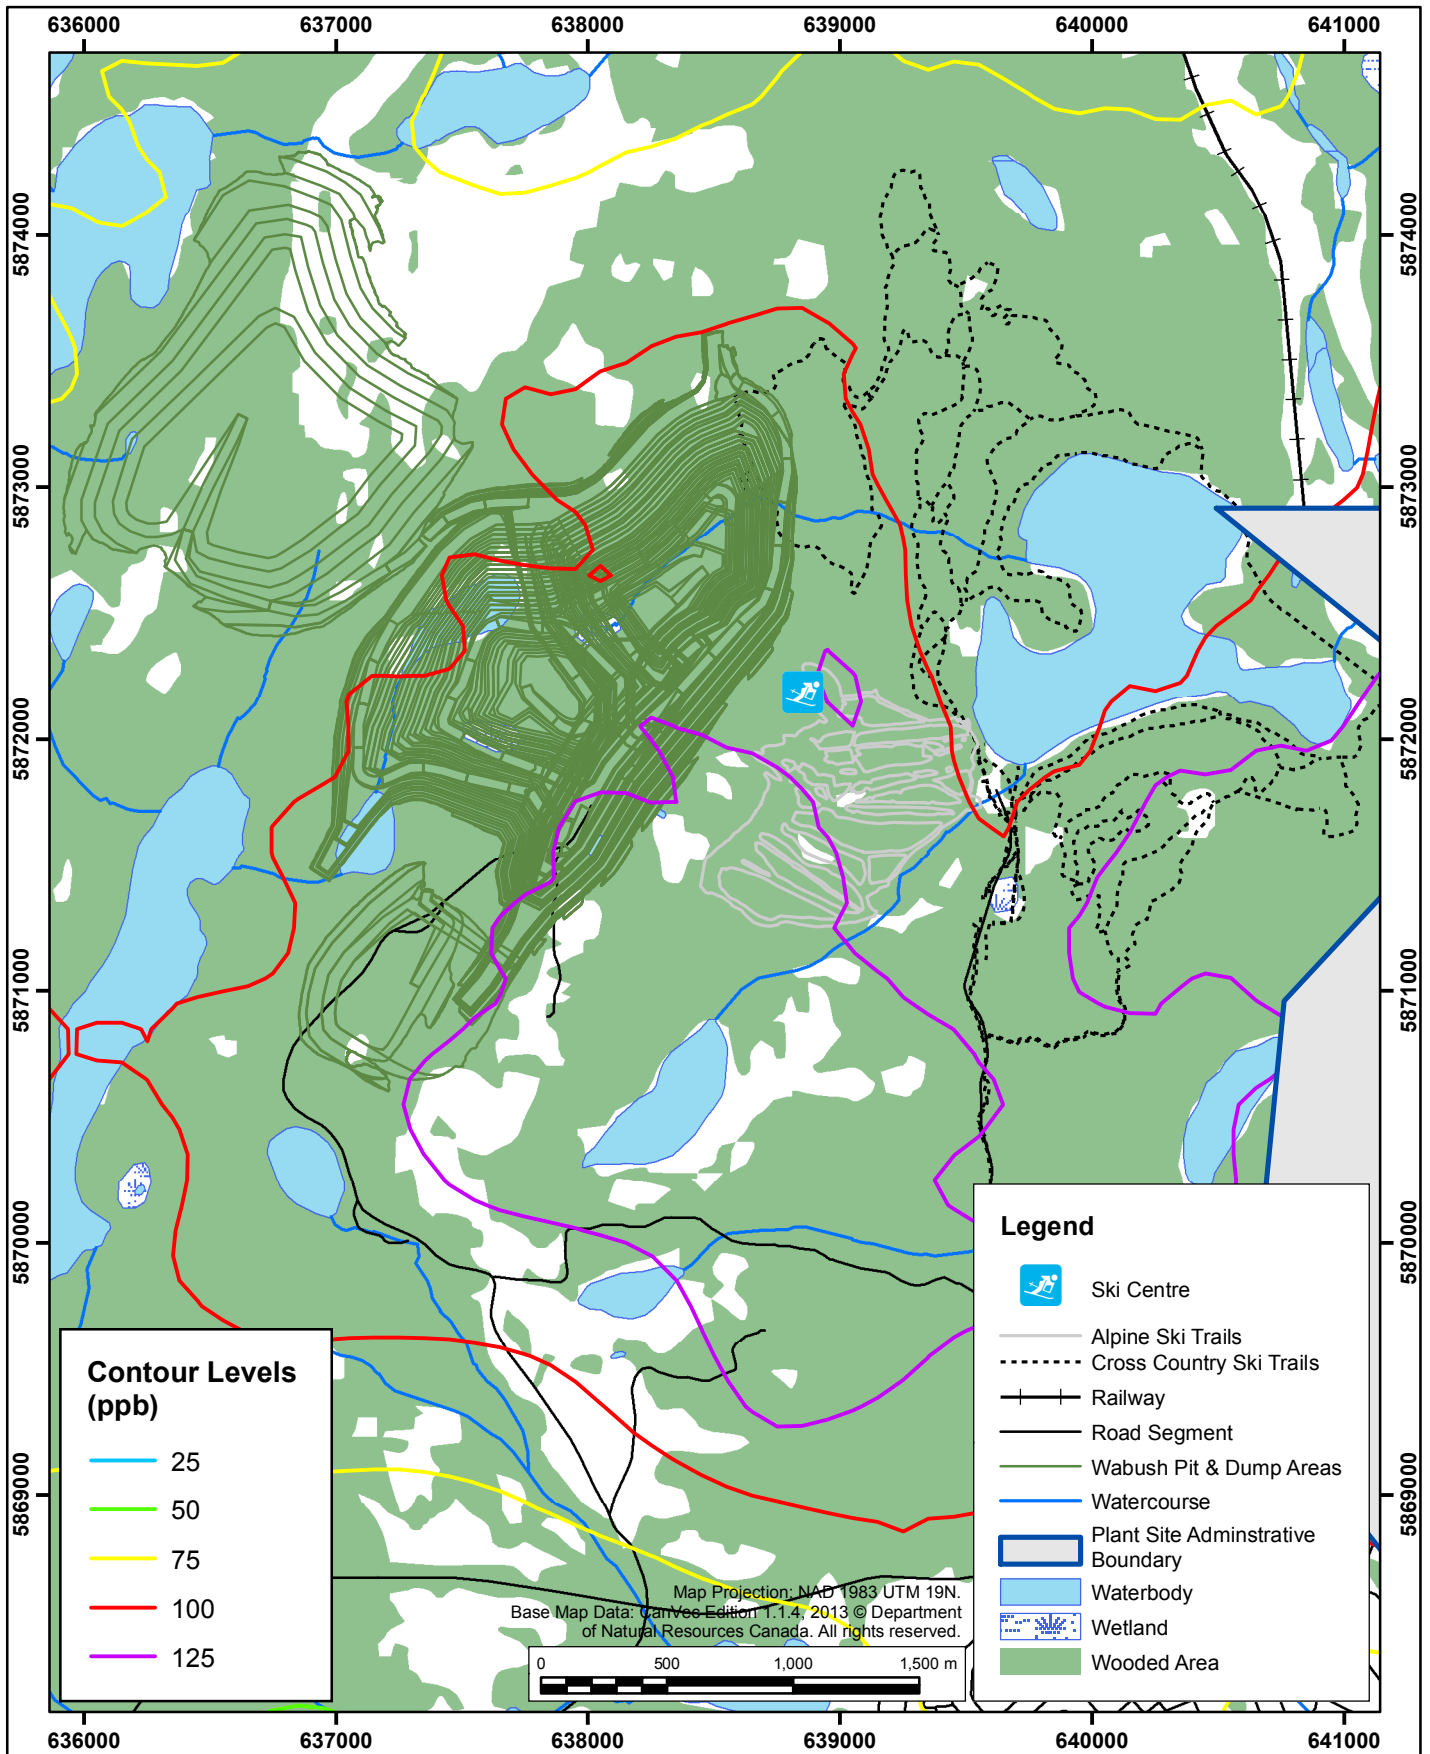 636000 637000 638000 639000 640000 641000
5874000 5874000
5873000 5873000
5872000 5872000
5871000 5871000
5870000 5870000
5869000 5869000
Legend
Ski Centre
Alpine Ski Trails
Cross Country Ski Trails
Railway
Road Segment
Wabush Pit & Dump Areas
Watercourse
Plant Site Adminstrative
Boundary
Waterbody
Wetland
Wooded Area
Contour Levels
(ppb)
25
50
75
100
125
Map Projection: NAD 1983 UTM 19N.
Base Map Data: CanVec Edition 1.1.4, 2013 © Department
of Natural Resources Canada. All rights reserved.
0 500 1,000 1,500 m
636000 637000 638000 639000 640000 641000